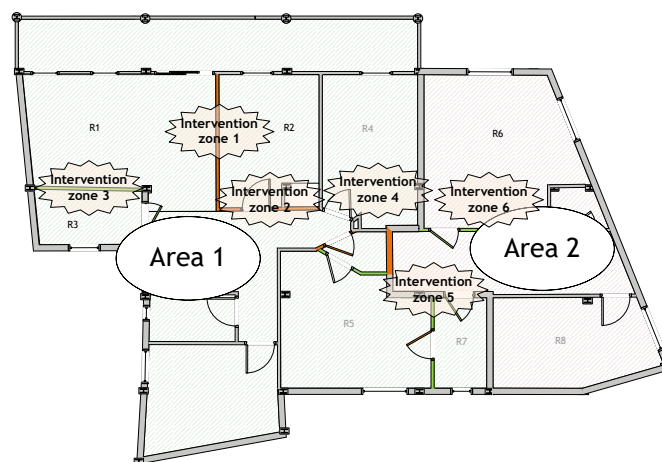 R1
Intervention
zone 1
R2
R4
R6
Intervention
zone 3
Intervention
zone 2
Intervention
zone 4
Intervention
zone 6
R3
Area 1
Area 2
Intervention
zone 5
R5
R7
R8